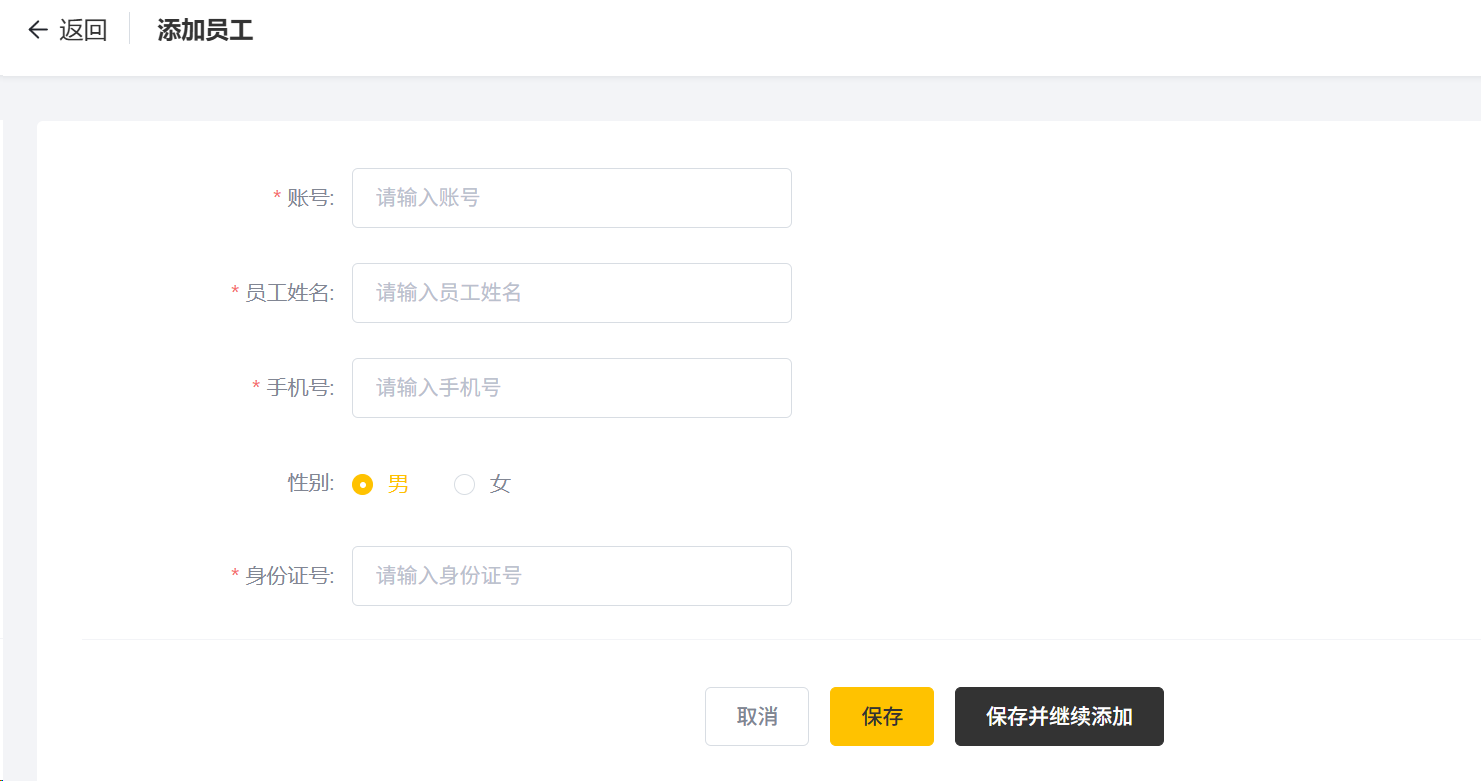 返回 添加员工
* 账号: 请输入账号
* 员工姓名: 请输入员工姓名
* 手机号: 请输入手机号
性别: 男 女
* 身份证号: 请输入身份证号
取消 保存 保存并继续添加